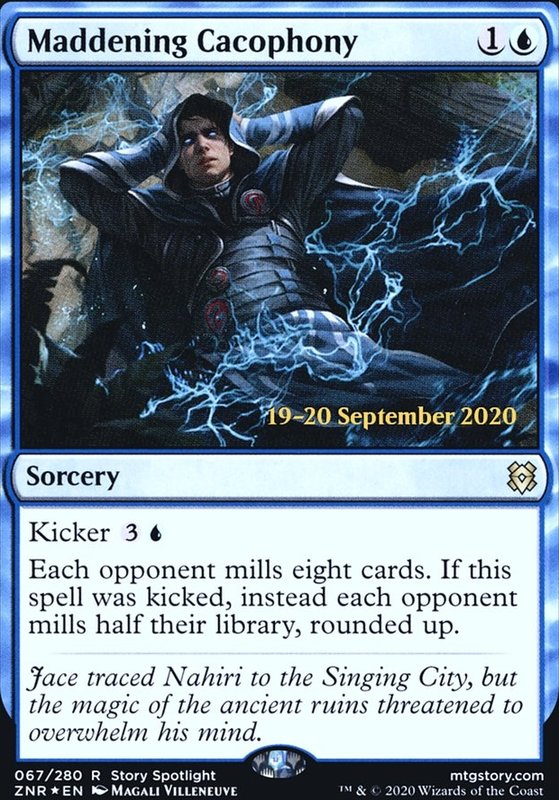 Maddening Cacophony 1
19–20 September 2020
Sorcery
Kicker 3
Each opponent mills eight cards. If this
spell was kicked, instead each opponent
mills half their library, rounded up.
Jace traced Nahiri to the Singing City, but
the magic of the ancient ruins threatened to
overwhelm his mind.
067/280 R Story Spotlight
mtgstory.com
ZNR ★ EN Magali Villeneuve
™ & © 2020 Wizards of the Coast